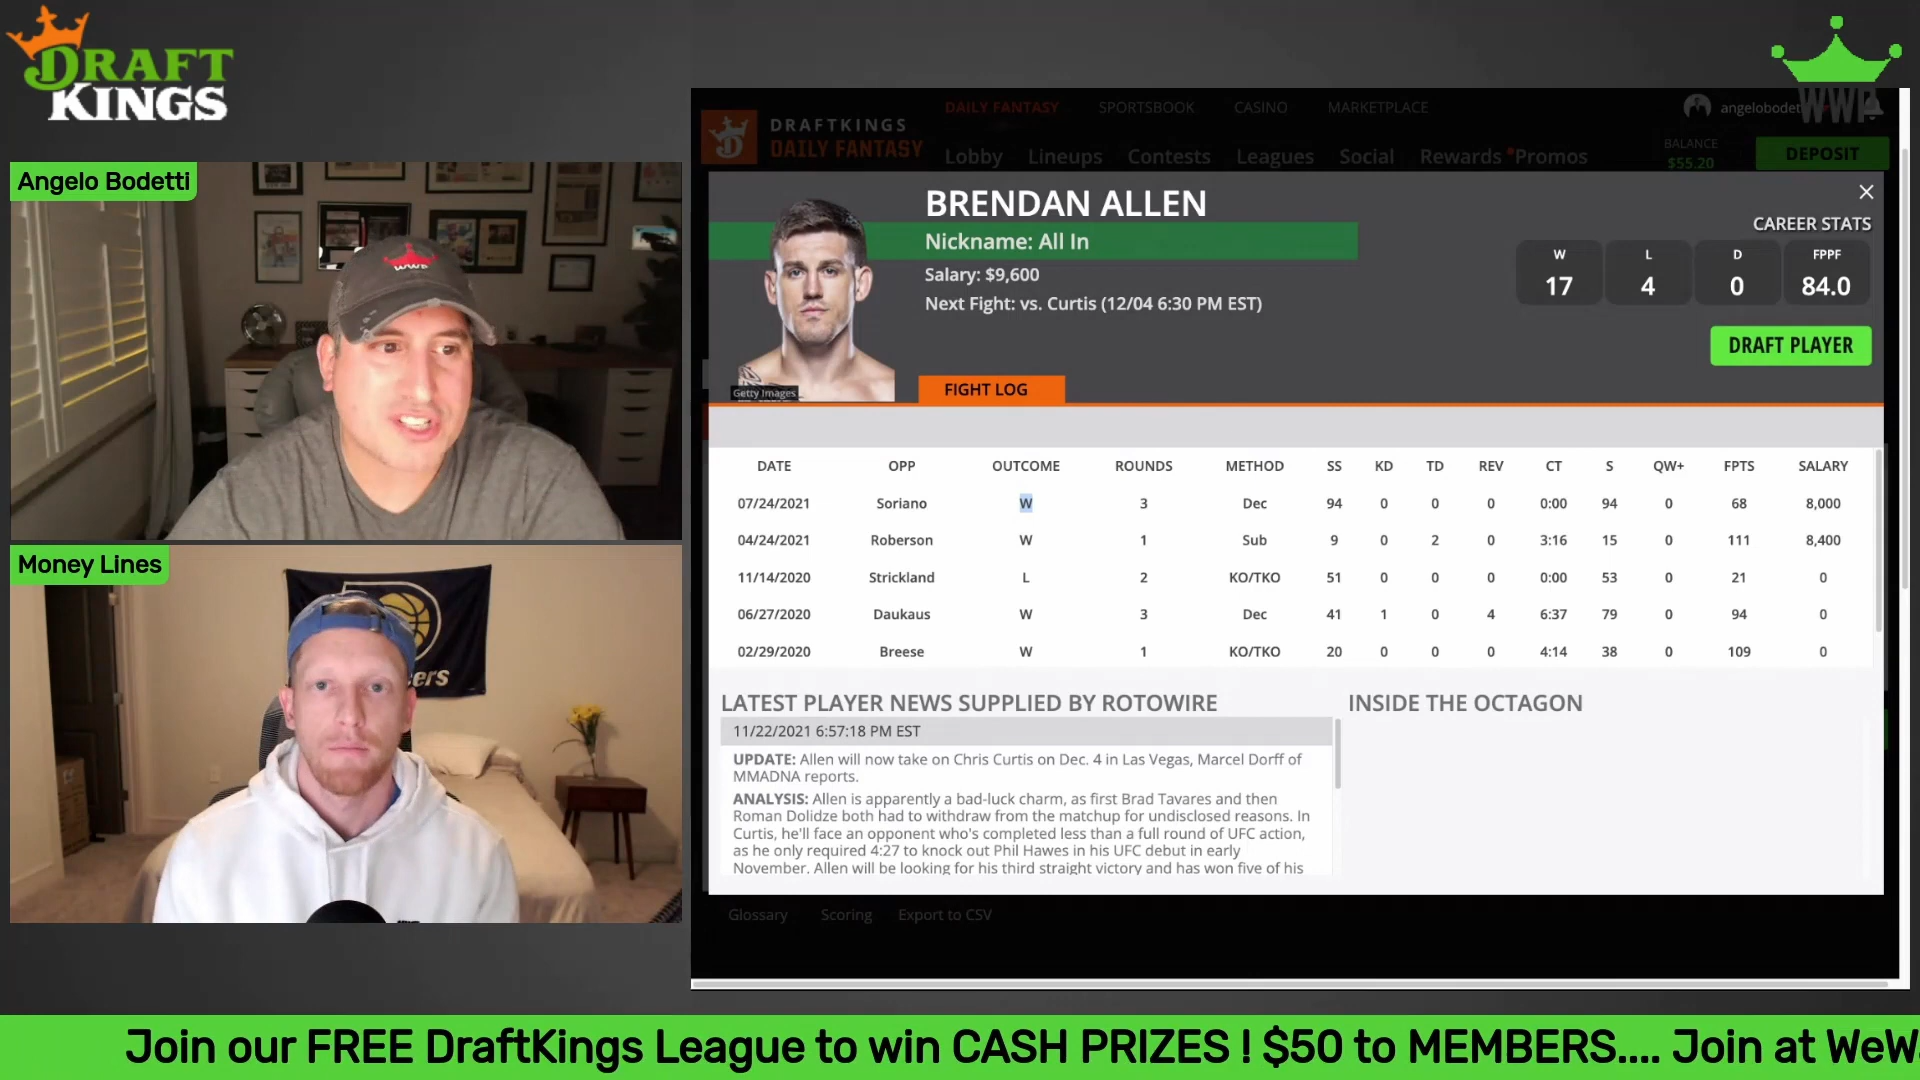 DRAFT
KINGS
WWP
Angelo Bodetti
WWP
Money Lines
DRAFTKINGS
DAILY FANTASY
DAILY FANTASY SPORTSBOOK CASINO MARKETPLACE
Lobby Lineups Contests Leagues Social Rewards Promos
BALANCE
$55.20
DEPOSIT
BRENDAN ALLEN
Nickname: All In
Salary: $9,600
Next Fight: vs. Curtis (12/04 6:30 PM EST)
Getty Images
CAREER STATS
W L D FPPF
17 4 0 84.0
DRAFT PLAYER
FIGHT LOG
DATE OPP OUTCOME ROUNDS METHOD SS KD TD REV CT S QW+ FPTS SALARY
07/24/2021 Soriano W 3 Dec 94 0 0 0 0:00 94 0 68 8,000
04/24/2021 Roberson W 1 Sub 9 0 2 0 3:16 15 0 111 8,400
11/14/2020 Strickland L 2 KO/TKO 51 0 0 0 0:00 53 0 21 0
06/27/2020 Daukaus W 3 Dec 41 1 0 4 6:37 79 0 94 0
02/29/2020 Breese W 1 KO/TKO 20 0 0 0 4:14 38 0 109 0
LATEST PLAYER NEWS SUPPLIED BY ROTOWIRE
INSIDE THE OCTAGON
11/22/2021 6:57:18 PM EST
UPDATE: Allen will now take on Chris Curtis on Dec. 4 in Las Vegas, Marcel Dorff of
MMADNA reports.
ANALYSIS: Allen is apparently a bad-luck charm, as first Brad Tavares and then
Roman Dolidze both had to withdraw from the matchup for undisclosed reasons. In
Curtis, he'll face an opponent who's completed less than a full round of UFC action,
as he only required 4:27 to knock out Phil Hawes in his UFC debut in early
November. Allen will be looking for his third straight victory and has won five of his
Glossary Scoring Export to CSV
Join our FREE DraftKings League to win CASH PRIZES ! $50 to MEMBERS.... Join at WeW